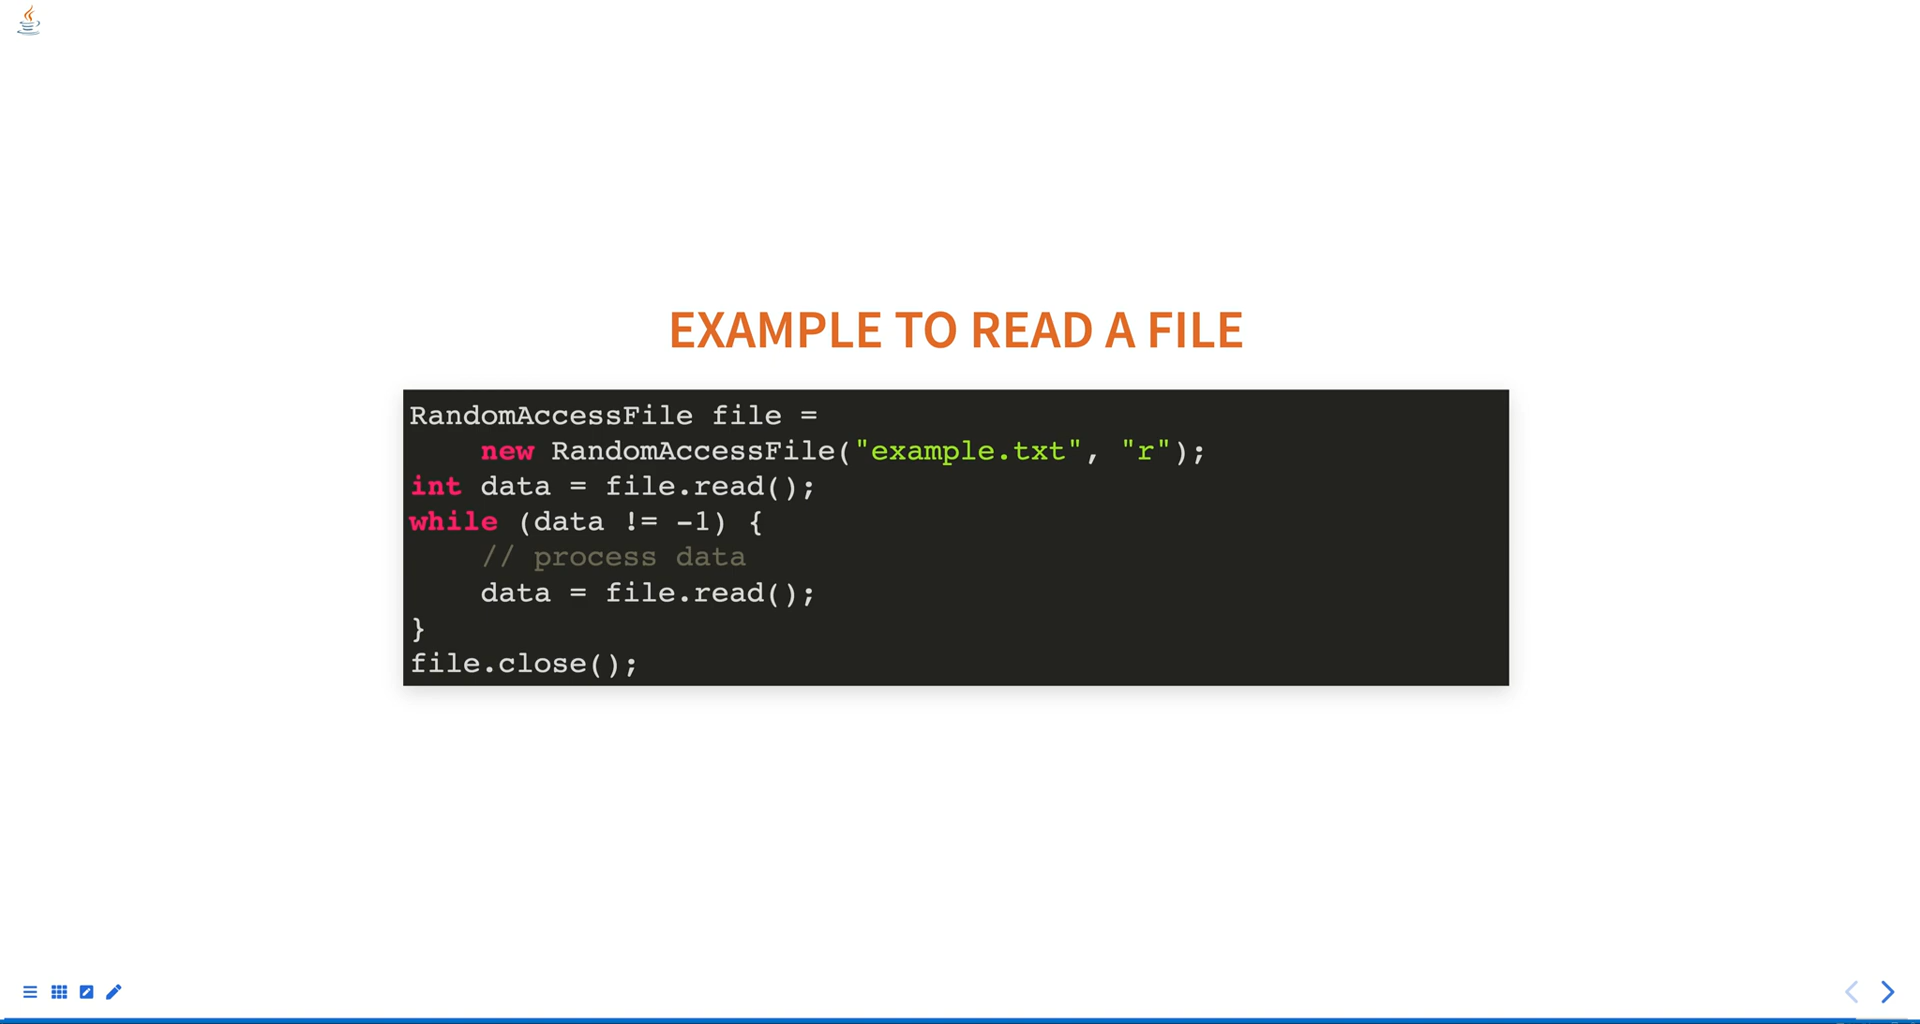 EXAMPLE TO READ A FILE
RandomAccessFile file =
    new RandomAccessFile("example.txt", "r");
int data = file.read();
while (data != -1) {
    // process data
    data = file.read();
}
file.close();